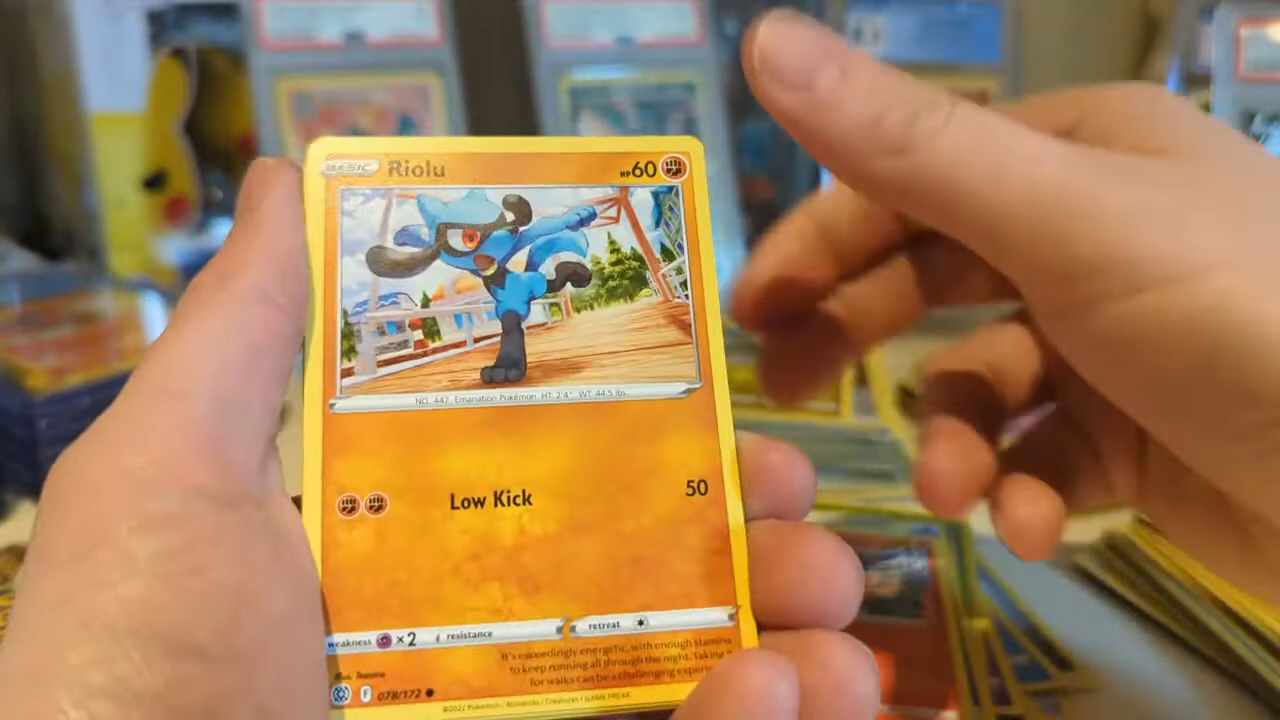 BASIC Riolu HP60
NO. 447 Emanation Pokémon HT: 2'4" WT: 44.5 lbs.
Low Kick 50
weakness ×2 resistance retreat
It's exceedingly energetic, with enough stamina
to keep running all through the night. Taking it
for walks can be a challenging
Illus.
F 078/172
©2022 Pokémon / Nintendo / Creatures / GAME FREAK